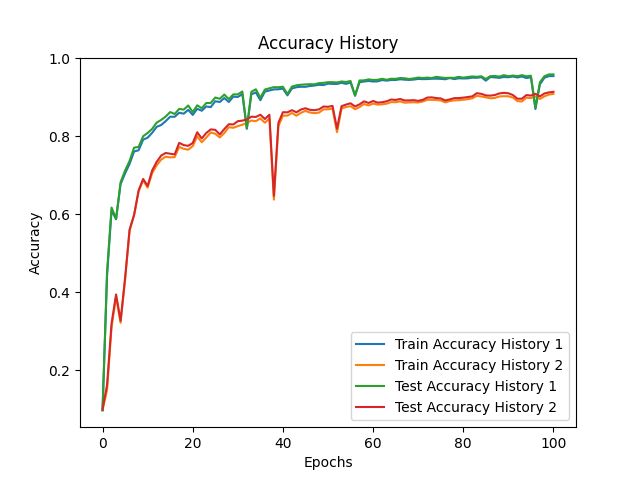 Accuracy History
1.0
0.8
0.6
0.4
0.2
Accuracy
0
20
40
60
80
100
Epochs
Train Accuracy History 1
Train Accuracy History 2
Test Accuracy History 1
Test Accuracy History 2